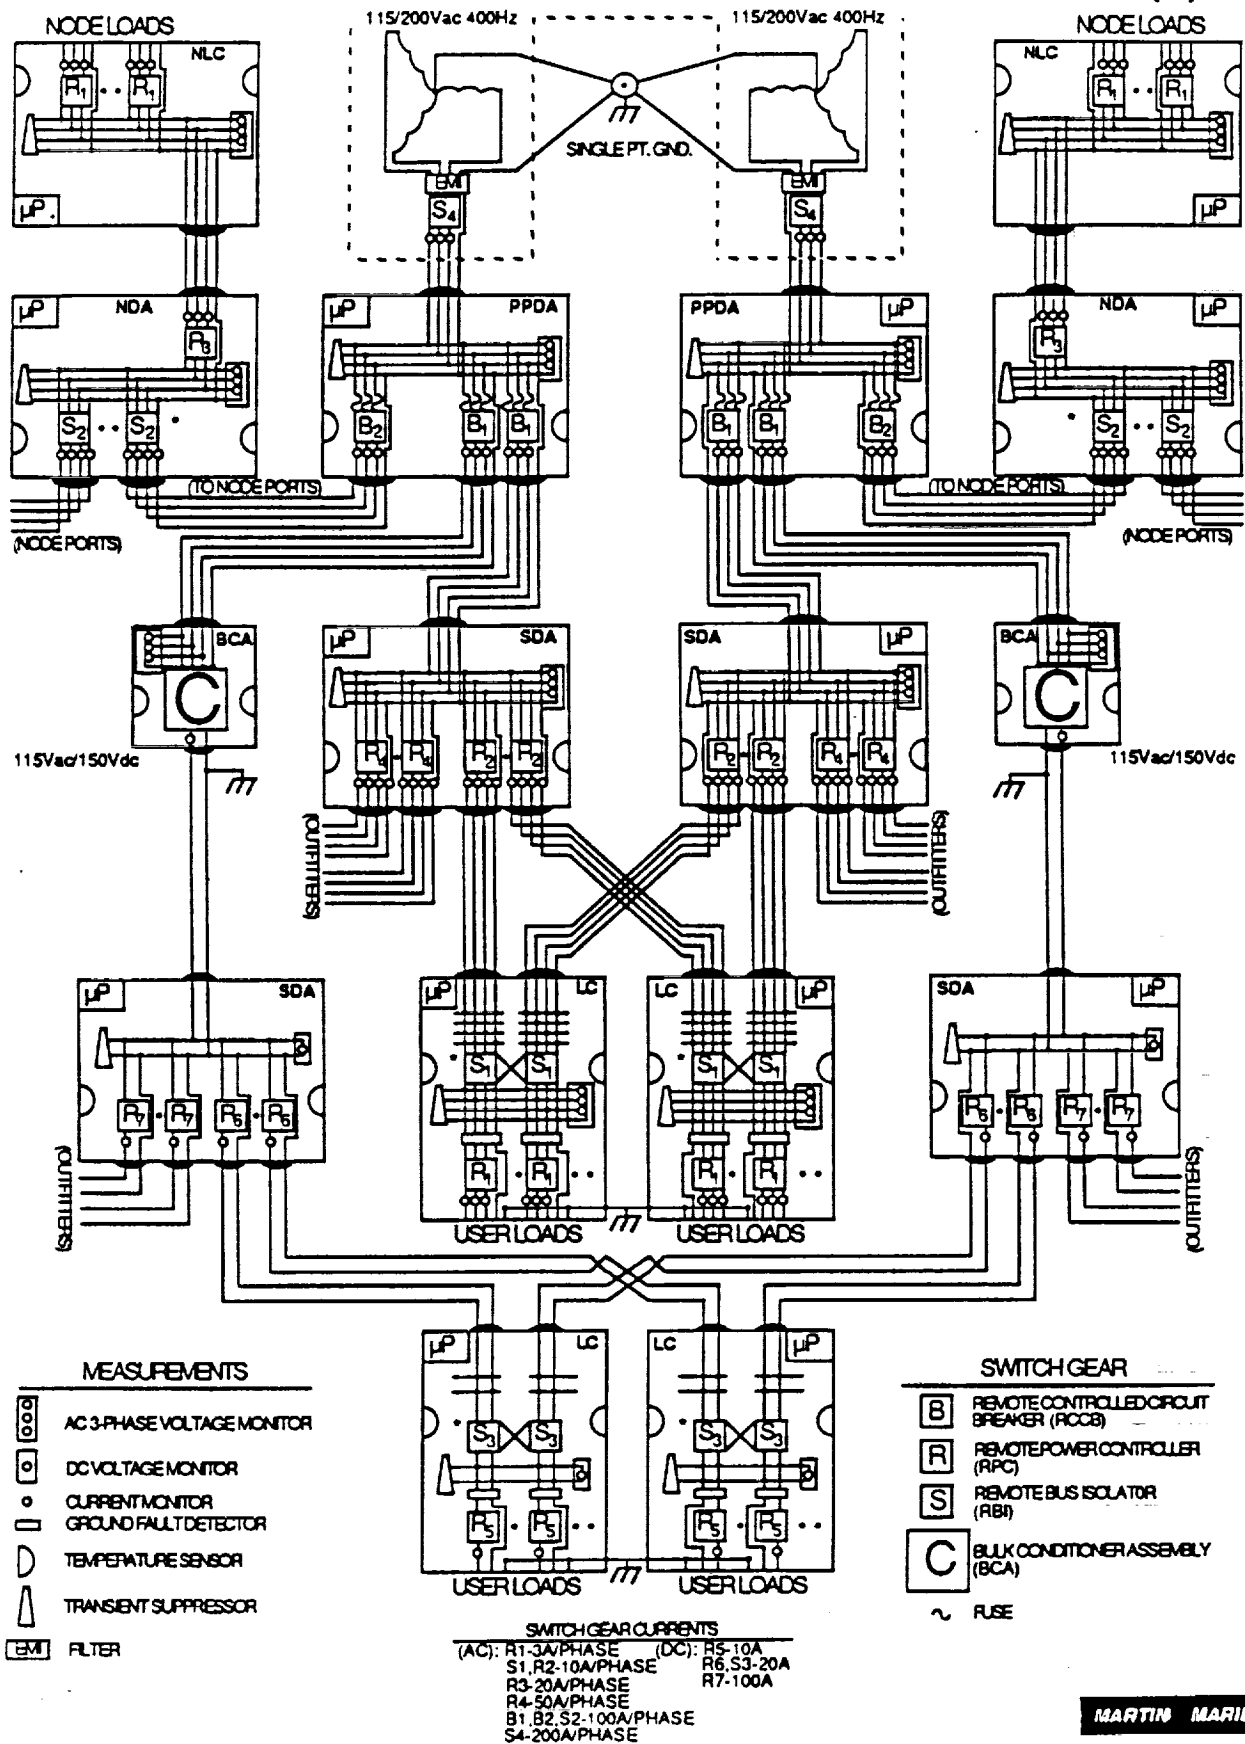 115/200Vac 400Hz
115/200Vac 400Hz
NODE LOADS
NODE LOADS
NLC
NLC
R1
R1
R1
R1
SINGLE PT. GND.
EMI
EMI
S4
S4
µP
µP
µP
NDA
µP
PPDA
PPDA
µP
NDA
µP
R3
R3
S2
S2
B2
B1
B1
B1
B1
B2
S2
S2
(TO NODE PORTS)
(TO NODE PORTS)
(NODE PORTS)
(NODE PORTS)
BCA
µP
SDA
SDA
µP
BCA
C
C
R4
R4
R2
R2
R2
R2
R4
R4
115Vac/150Vdc
115Vac/150Vdc
(OUTFITTERS)
(OUTFITTERS)
µP
SDA
µP
LC
LC
µP
SDA
µP
S1
S1
S1
S1
R7
R7
R6
R6
R6
R6
R7
R7
R1
R1
R1
R1
(OUTFITTERS)
(OUTFITTERS)
USER LOADS
USER LOADS
µP
LC
LC
µP
S3
S3
S3
S3
R5
R5
R5
R5
USER LOADS
USER LOADS
MEASUREMENTS
AC 3-PHASE VOLTAGE MONITOR
DC VOLTAGE MONITOR
CURRENT MONITOR
GROUND FAULT DETECTOR
TEMPERATURE SENSOR
TRANSIENT SUPPRESSOR
EMI FILTER
SWITCH GEAR
B REMOTE CONTROLLED CIRCUIT
BREAKER (RCCB)
R REMOTE POWER CONTROLLER
(RPC)
S REMOTE BUS ISOLATOR
(RBI)
C BULK CONDITIONER ASSEMBLY
(BCA)
FUSE
SWITCH GEAR CURRENTS
(AC): R1-3A/PHASE (DC): R5-10A
S1,R2-10A/PHASE R6,S3-20A
R3-20A/PHASE R7-100A
R4-50A/PHASE
B1,B2,S2-100A/PHASE
S4-200A/PHASE
MARTIN MARIE